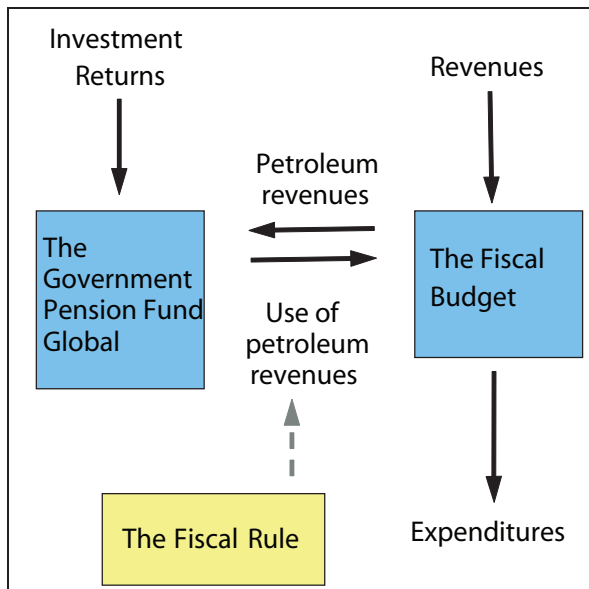 Investment
Returns
Revenues
Petroleum
revenues
The
Government
Pension Fund
Global
The Fiscal
Budget
Use of
petroleum
revenues
The Fiscal Rule
Expenditures